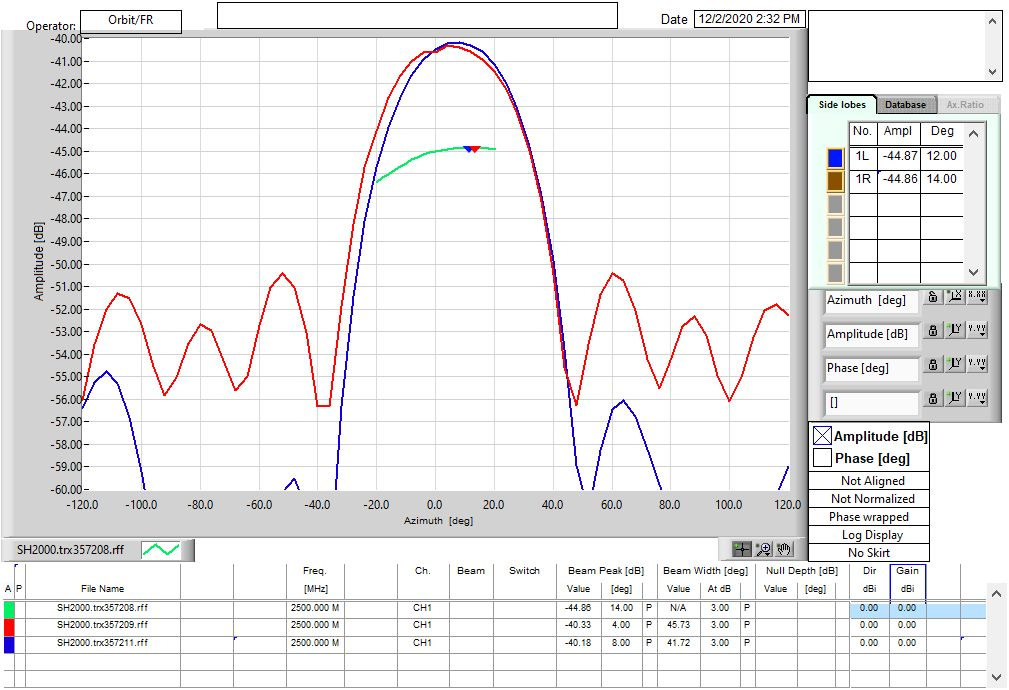 Operator: Orbit/FR
Date 12/2/2020 2:32 PM
-40.00
-41.00
-42.00
-43.00
-44.00
-45.00
-46.00
-47.00
-48.00
-49.00
-50.00
-51.00
-52.00
-53.00
-54.00
-55.00
-56.00
-57.00
-58.00
-59.00
-60.00
Amplitude [dB]
-120.0 -100.0 -80.0 -60.0 -40.0 -20.0 0.0 20.0 40.0 60.0 80.0 100.0 120.0
Azimuth [deg]
Side lobes Database Ax.Ratio
No. Ampl Deg
1L -44.87 12.00
1R -44.86 14.00
Azimuth [deg] LX X.XX
Amplitude [dB] LY Y.YY
Phase [deg] LY Y.YY
[] LY Y.YY
Amplitude [dB]
Phase [deg]
Not Aligned
Not Normalized
Phase wrapped
Log Display
No Skirt
SH2000.trx357208.rff
Freq. Ch. Beam Switch Beam Peak [dB] Beam Width [deg] Null Depth [dB] Dir Gain
A P File Name [MHz] Value [deg] Value At dB Value [deg] dBi dBi
SH2000.trx357208.rff 2500.000 M CH1 -44.86 14.00 P N/A 3.00 P 0.00 0.00
SH2000.trx357209.rff 2500.000 M CH1 -40.33 4.00 P 45.73 3.00 P 0.00 0.00
SH2000.trx357211.rff 2500.000 M CH1 -40.18 8.00 P 41.72 3.00 P 0.00 0.00